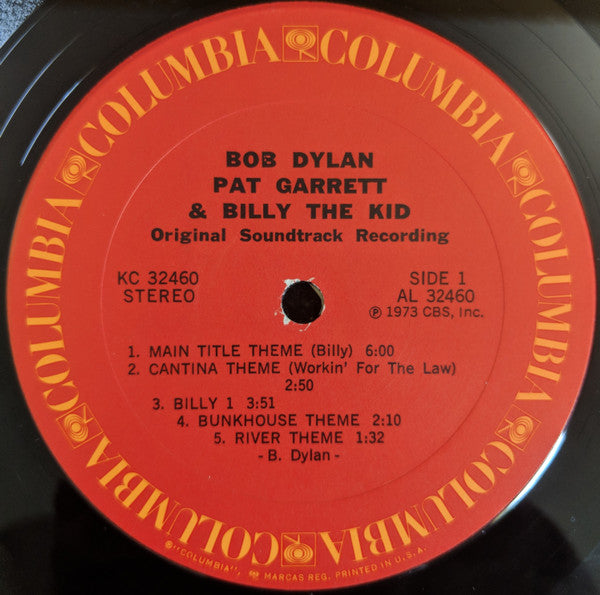 COLUMBIA COLUMBIA COLUMBIA COLUMBIA COLUMBIA COLUMBIA
BOB DYLAN
PAT GARRETT
& BILLY THE KID
Original Soundtrack Recording
KC 32460
STEREO
SIDE 1
AL 32460
Ⓟ 1973 CBS, Inc.
1. MAIN TITLE THEME (Billy) 6:00
2. CANTINA THEME (Workin' For The Law)
2:50
3. BILLY 1 3:51
4. BUNKHOUSE THEME 2:10
5. RIVER THEME 1:32
- B. Dylan -
®"COLUMBIA", MARCAS REG. PRINTED IN U.S.A.